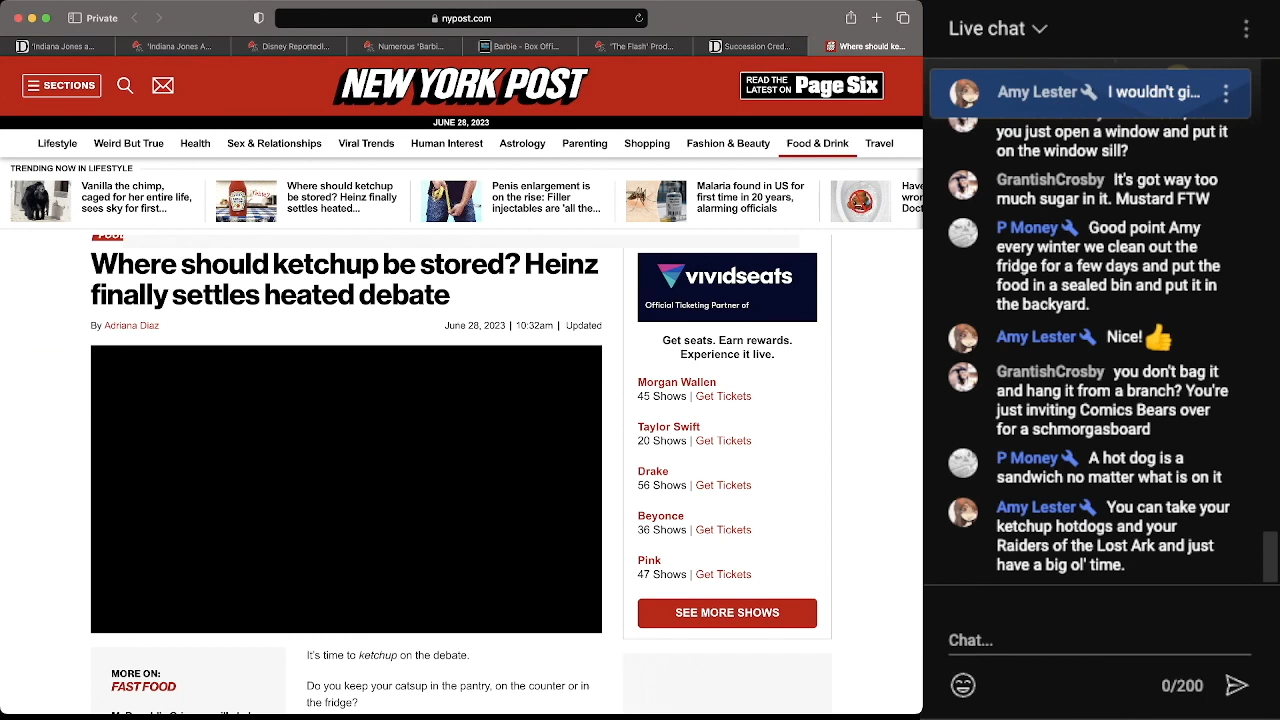 Private
nypost.com
'Indiana Jones a...
'Indiana Jones A...
Disney Reportedl...
Numerous 'Barbi...
Barbie - Box Offi...
'The Flash' Prod...
Succession Cred...
Where should ke...
SECTIONS
NEW YORK POST
READ THE
LATEST ON
Page Six
JUNE 28, 2023
Lifestyle
Weird But True
Health
Sex & Relationships
Viral Trends
Human Interest
Astrology
Parenting
Shopping
Fashion & Beauty
Food & Drink
Travel
TRENDING NOW IN LIFESTYLE
Vanilla the chimp,
caged for her entire life,
sees sky for first...
Where should ketchup
be stored? Heinz finally
settles heated...
Penis enlargement is
on the rise: Filler
injectables are 'all the...
Malaria found in US for
first time in 20 years,
alarming officials
Have
wron
Doct
Where should ketchup be stored? Heinz
finally settles heated debate
By Adriana Diaz
June 28, 2023 | 10:32am | Updated
vividseats
Official Ticketing Partner of
Get seats. Earn rewards.
Experience it live.
Morgan Wallen
45 Shows | Get Tickets
Taylor Swift
20 Shows | Get Tickets
Drake
56 Shows | Get Tickets
Beyonce
36 Shows | Get Tickets
Pink
47 Shows | Get Tickets
SEE MORE SHOWS
MORE ON:
FAST FOOD
It's time to ketchup on the debate.
Do you keep your catsup in the pantry, on the counter or in
the fridge?
Live chat
Amy Lester I wouldn't gi...
you just open a window and put it
on the window sill?
GrantishCrosby It's got way too
much sugar in it. Mustard FTW
P Money Good point Amy
every winter we clean out the
fridge for a few days and put the
food in a sealed bin and put it in
the backyard.
Amy Lester Nice!👍
GrantishCrosby you don't bag it
and hang it from a branch? You're
just inviting Comics Bears over
for a schmorgasboard
P Money A hot dog is a
sandwich no matter what is on it
Amy Lester You can take your
ketchup hotdogs and your
Raiders of the Lost Ark and just
have a big ol' time.
Chat...
0/200